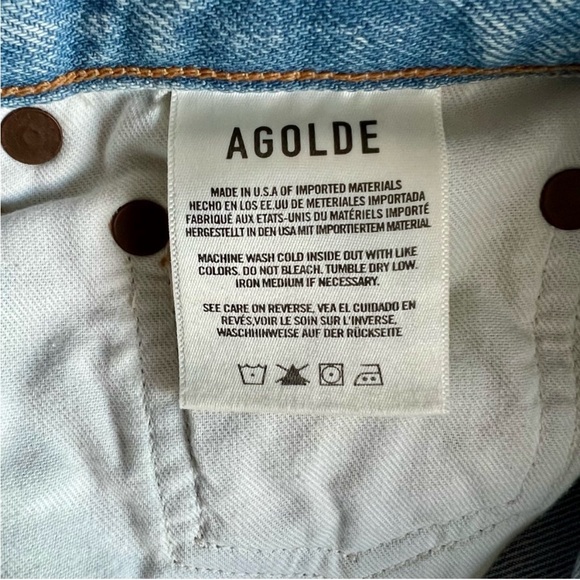 AGOLDE
MADE IN U.S.A OF IMPORTED MATERIALS
HECHO EN LOS EE.UU DE METERIALES IMPORTADA
FABRIQUÉ AUX ETATS-UNIS DU MATÉRIELS IMPORTÉ
HERGESTELLT IN DEN USA MIT IMPORTIERTEM MATERIAL
MACHINE WASH COLD INSIDE OUT WITH LIKE
COLORS. DO NOT BLEACH. TUMBLE DRY LOW.
IRON MEDIUM IF NECESSARY.
SEE CARE ON REVERSE, VEA EL CUIDADO EN
REVÉS,VOIR LE SOIN SUR L'INVERSE,
WASCHHINWEISE AUF DER RÜCKSEITE